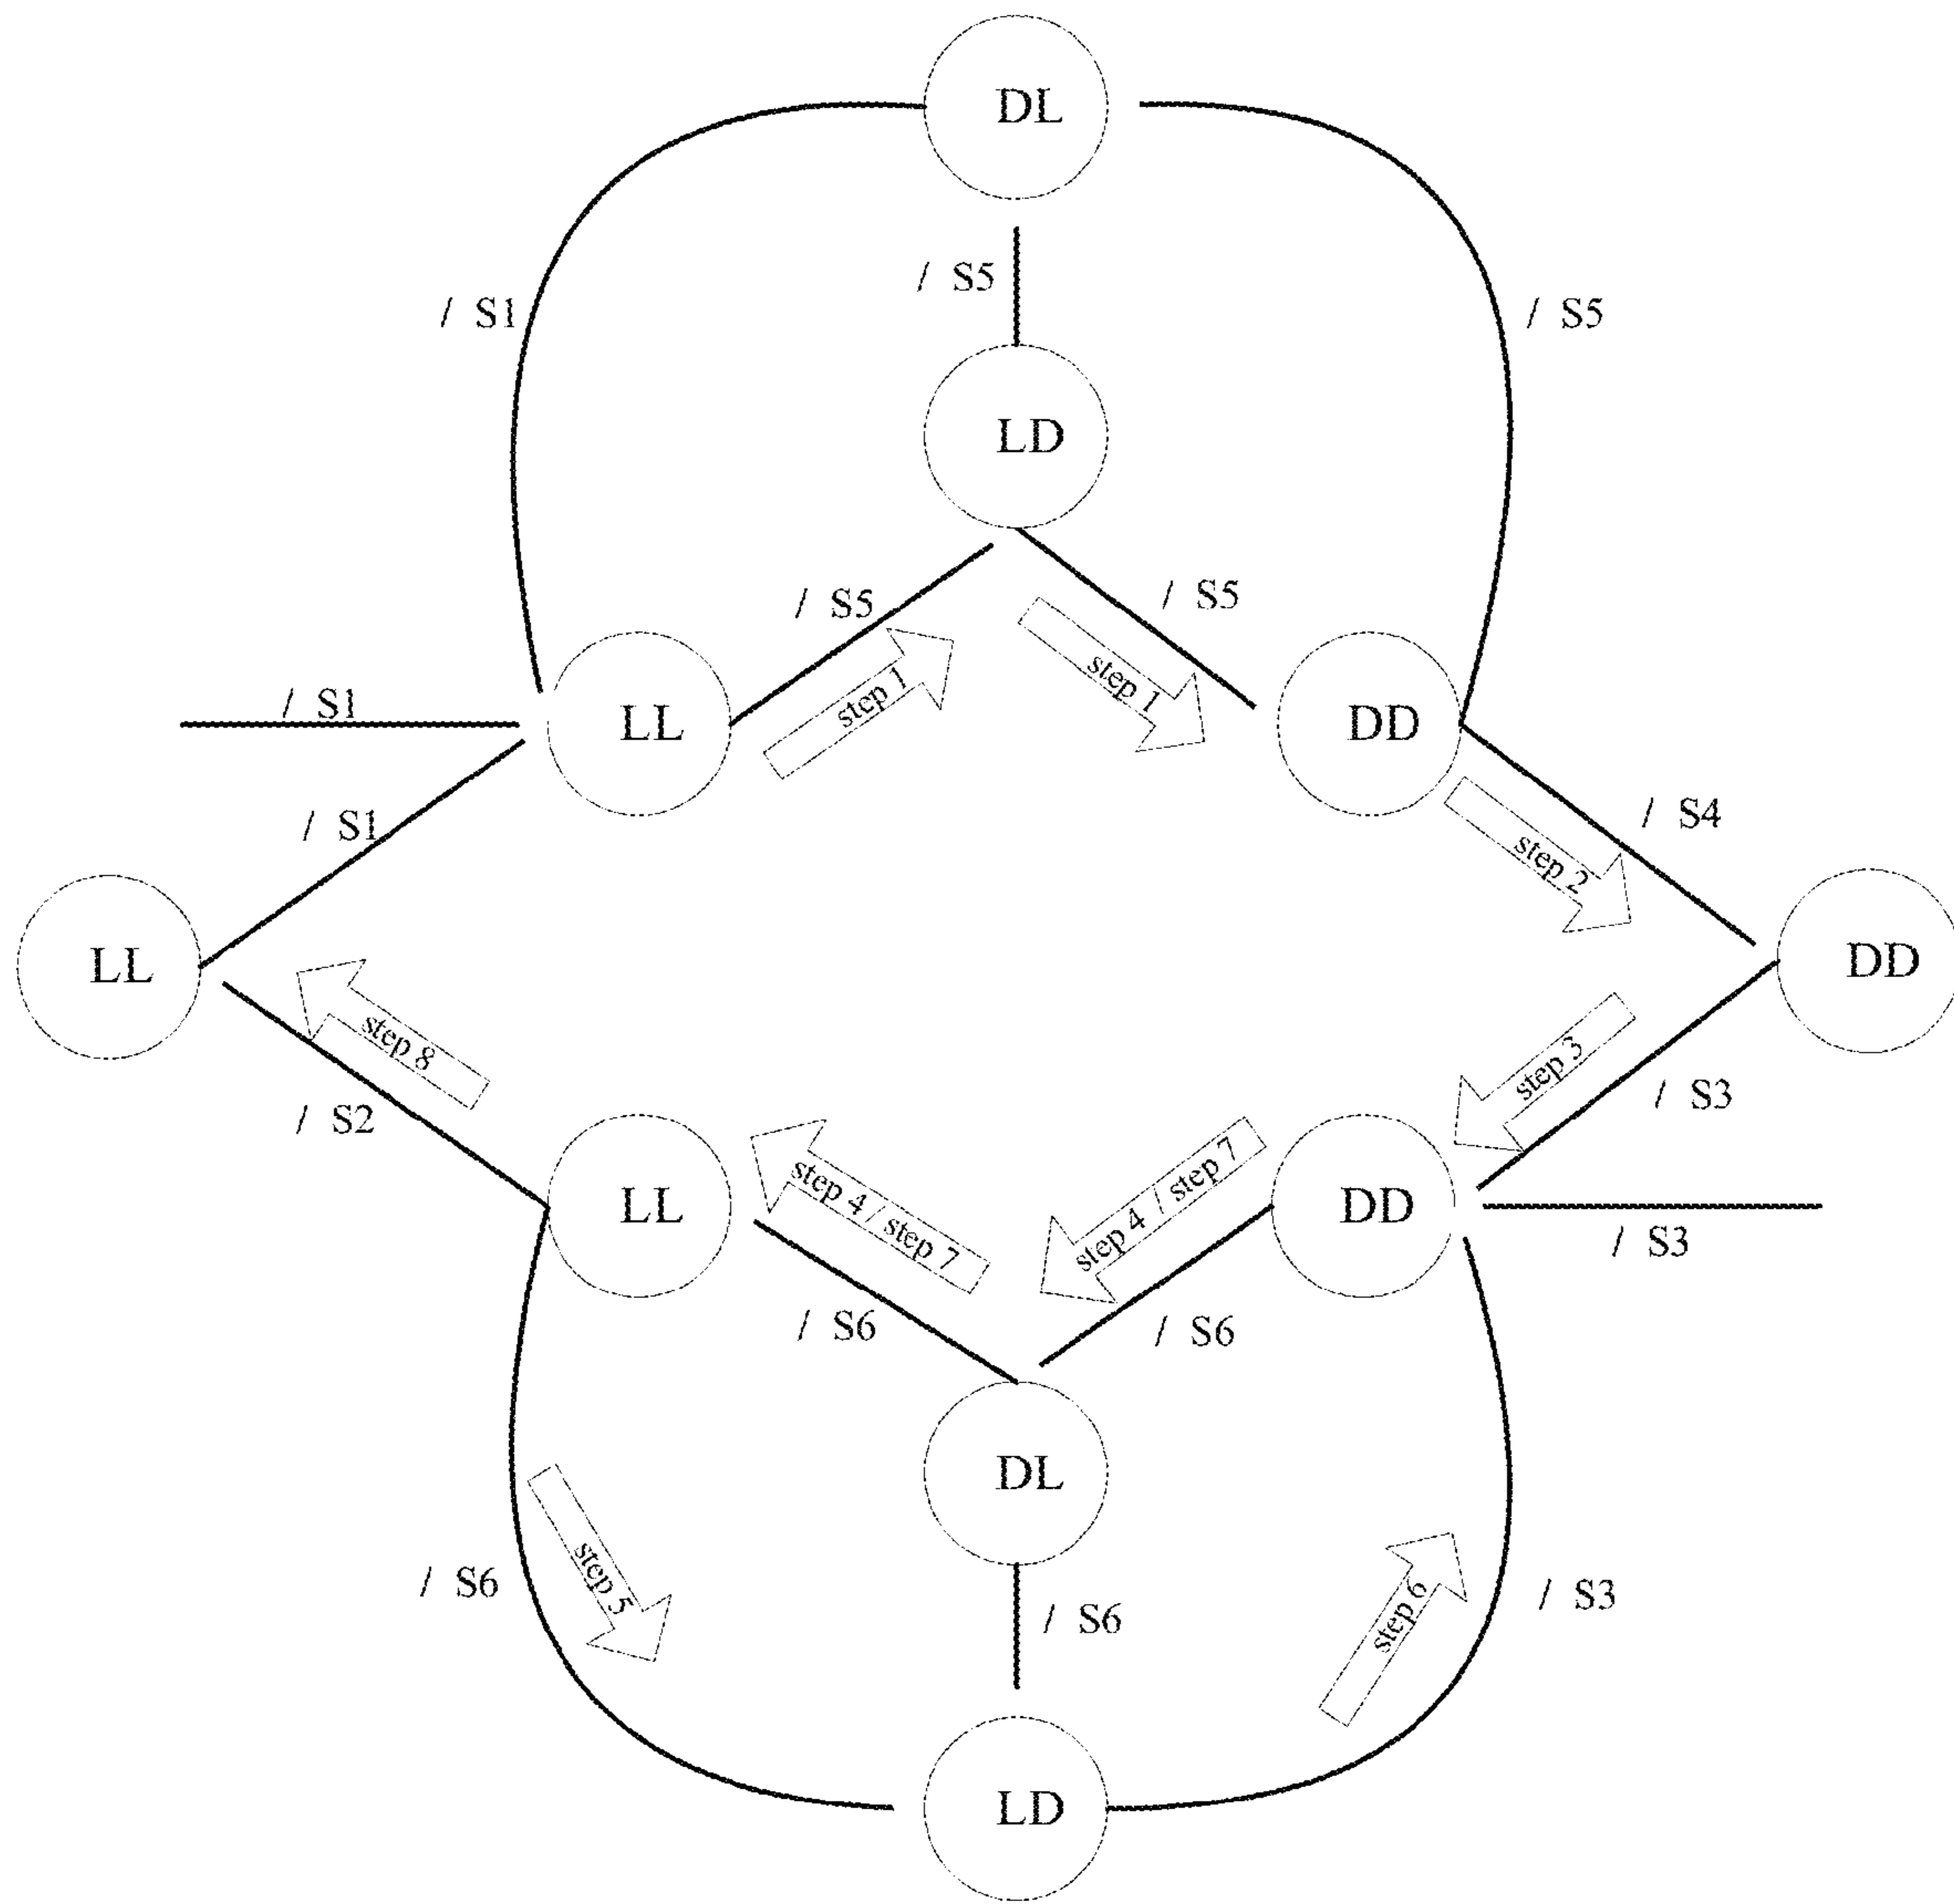 DL
/ S5
/ S1
/ S5
LD
/ S5
/ S5
step 1
step 1
/ S1
LL
DD
/ S1
/ S4
step 2
LL
DD
step 8
step 3
/ S2
/ S3
LL
step 4 / step 7
step 4 / step 7
DD
/ S3
/ S6
/ S6
DL
step 5
/ S6
/ S6
step 6
/ S3
LD